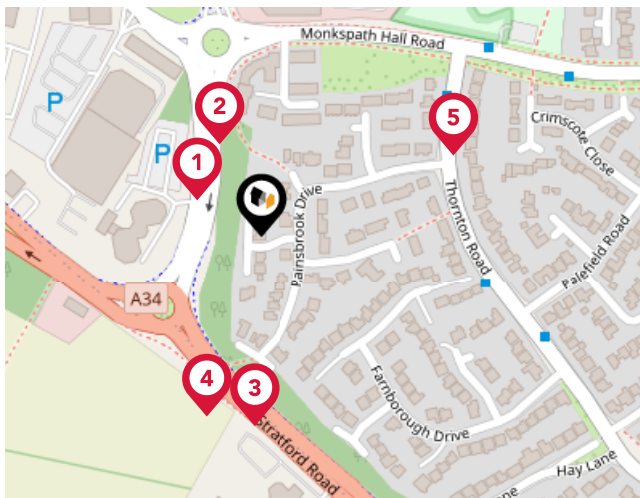 Monkspath Hall Road
P
2
5
Crimscote Close
1
P
Rainsbrook Drive
Thornton Road
Palefield Road
A34
4
3
Farnborough Drive
Stratford Road
Hay Lane